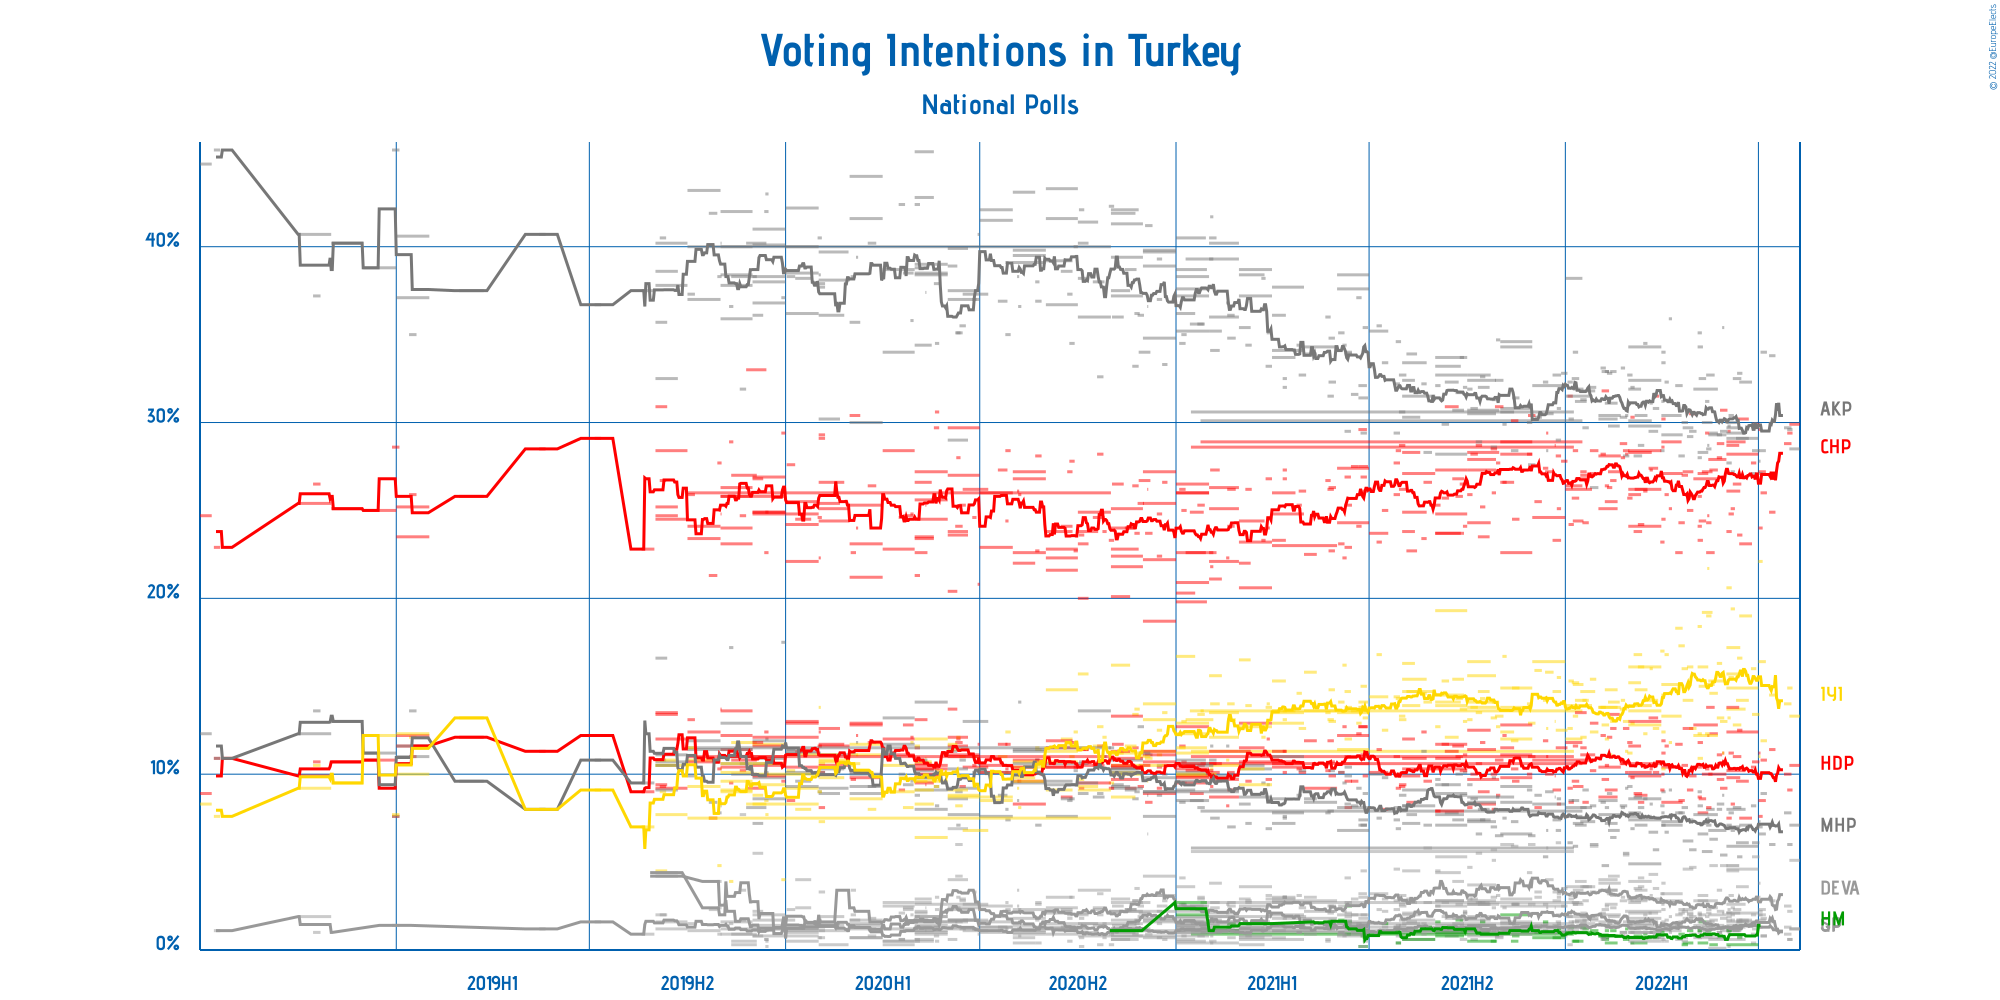 Voting Intentions in Turkey
National Polls
© 2022 @EuropeElects
40%
30%
20%
10%
0%
AKP
CHP
IYI
HDP
MHP
DEVA
HM
2019H1
2019H2
2020H1
2020H2
2021H1
2021H2
2022H1